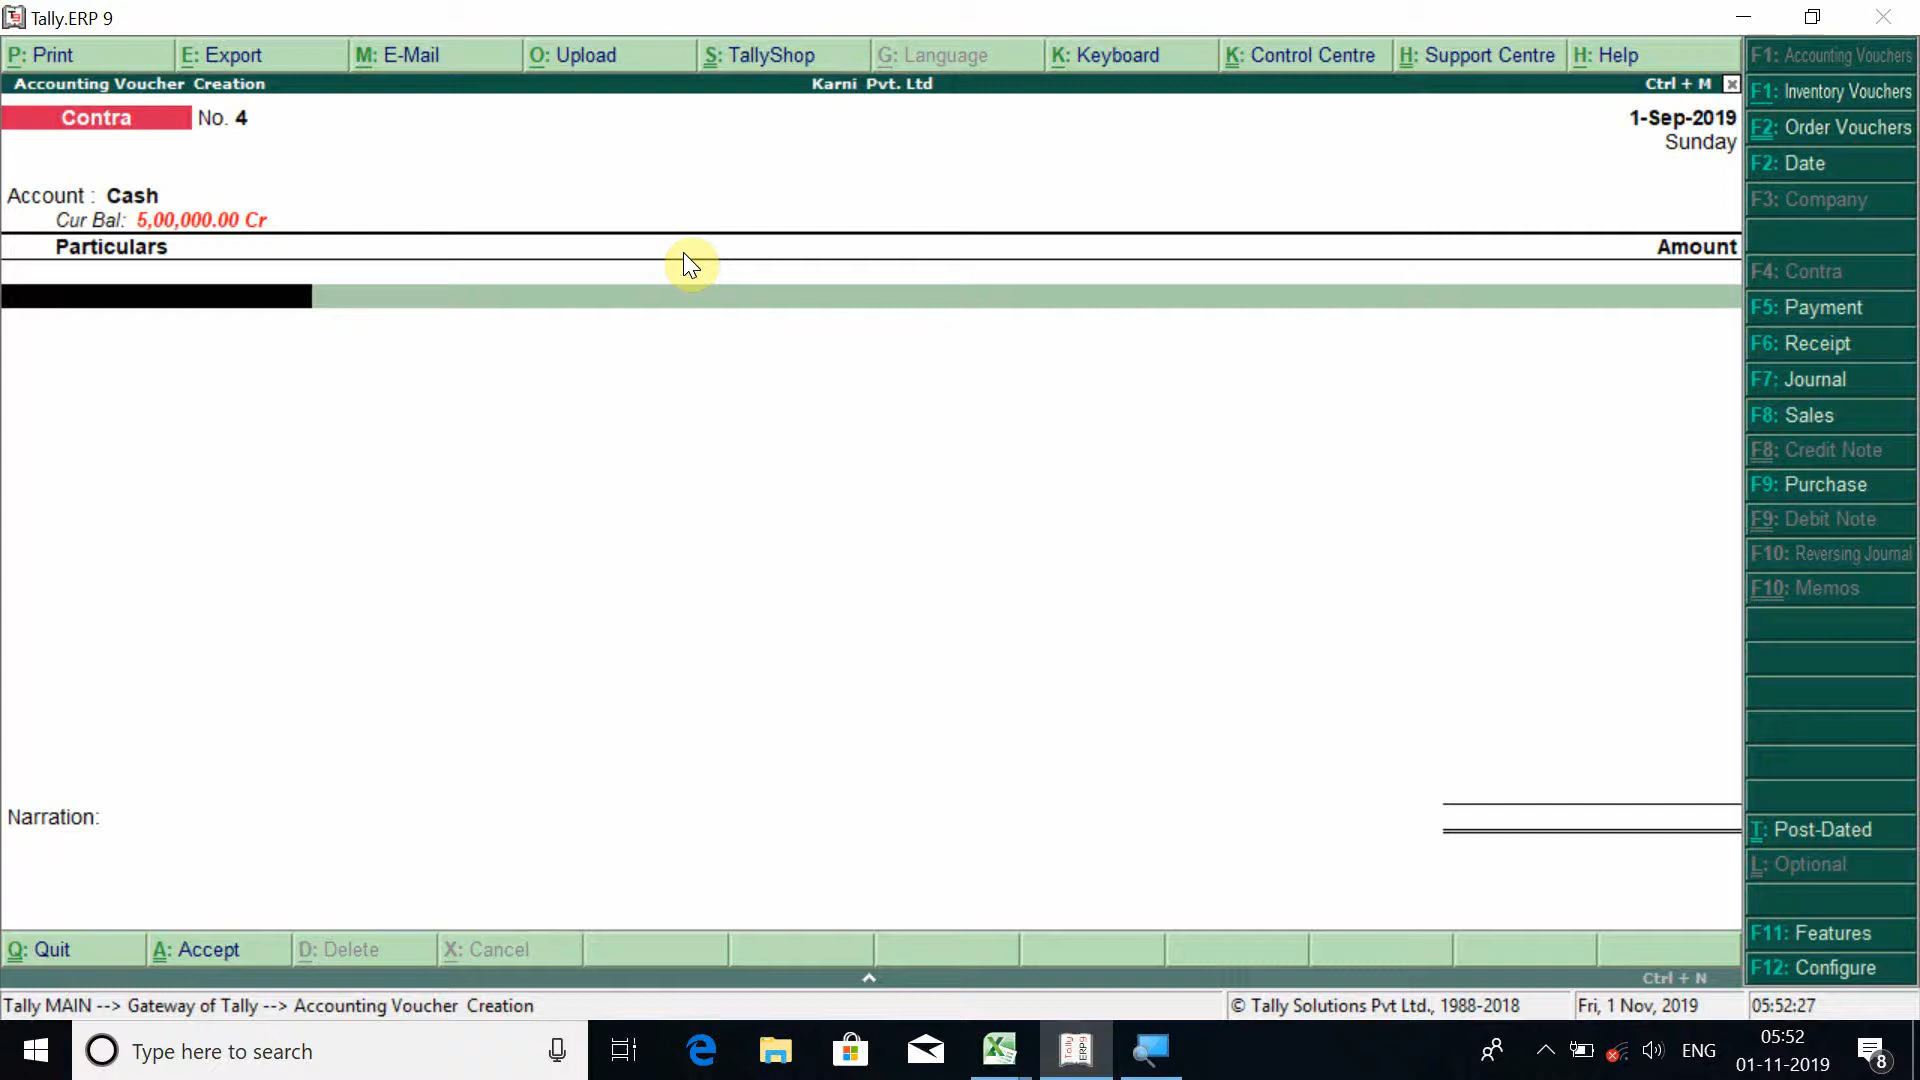 Tally.ERP 9
P: Print E: Export M: E-Mail O: Upload S: TallyShop G: Language K: Keyboard K: Control Centre H: Support Centre H: Help
Accounting Voucher Creation Karni Pvt. Ltd Ctrl + M
Contra No. 4 1-Sep-2019
Sunday
Account : Cash
Cur Bal: 5,00,000.00 Cr
Particulars Amount
Narration:
F1: Accounting Vouchers
F1: Inventory Vouchers
F2: Order Vouchers
F2: Date
F3: Company
F4: Contra
F5: Payment
F6: Receipt
F7: Journal
F8: Sales
F8: Credit Note
F9: Purchase
F9: Debit Note
F10: Reversing Journal
F10: Memos
T: Post-Dated
L: Optional
F11: Features
F12: Configure
Q: Quit A: Accept D: Delete X: Cancel
Ctrl + N
Tally MAIN --> Gateway of Tally --> Accounting Voucher Creation © Tally Solutions Pvt Ltd., 1988-2018 Fri, 1 Nov, 2019 05:52:27
Type here to search
Tally ERP9
ENG
05:52
01-11-2019
8